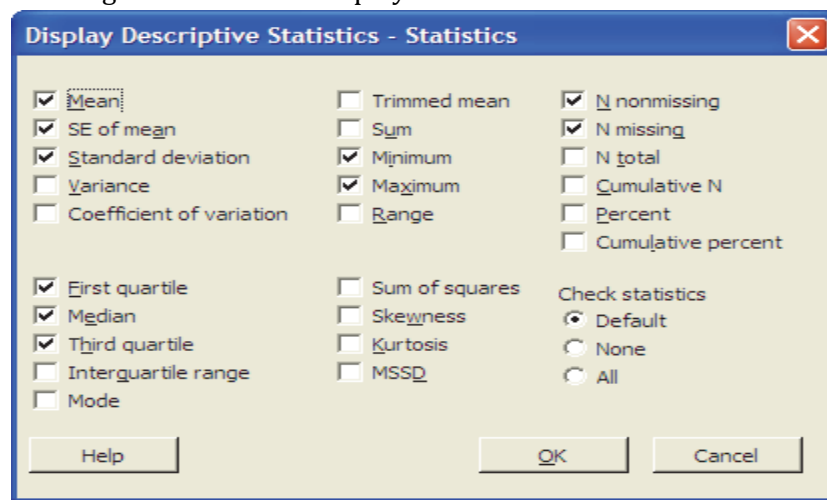 Display Descriptive Statistics - Statistics
Mean
SE of mean
Standard deviation
Variance
Coefficient of variation
Trimmed mean
Sum
Minimum
Maximum
Range
N nonmissing
N missing
N total
Cumulative N
Percent
Cumulative percent
First quartile
Median
Third quartile
Interquartile range
Mode
Sum of squares
Skewness
Kurtosis
MSSD
Check statistics
Default
None
All
Help
OK
Cancel